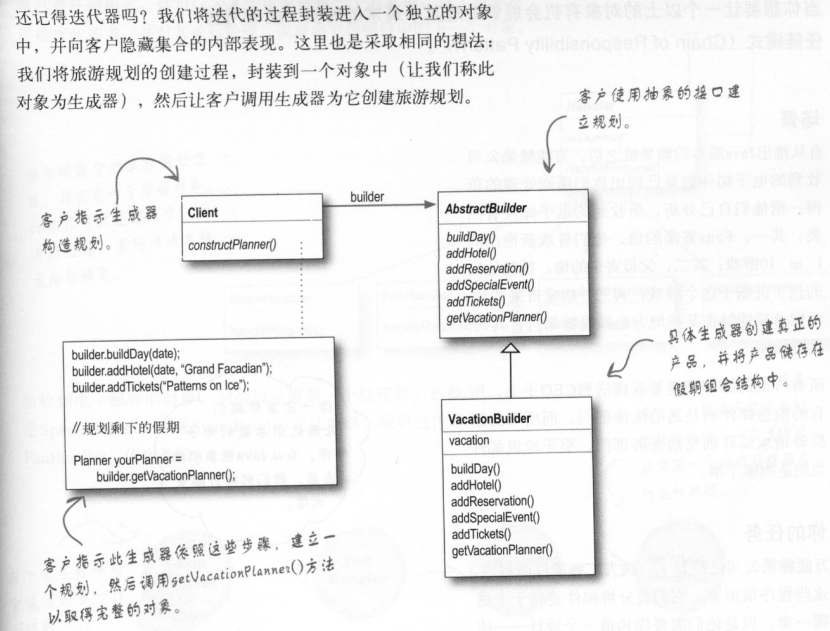 还记得迭代器吗？我们将迭代的过程封装进入一个独立的对象
中，并向客户隐藏集合的内部表现。这里也是采取相同的想法：
我们将旅游规划的创建过程，封装到一个对象中（让我们称此
对象为生成器），然后让客户调用生成器为它创建旅游规划。
客户使用抽象的接口建
立规划。
客户指示生成器
构造规划。
Client
constructPlanner()
builder
AbstractBuilder
buildDay()
addHotel()
addReservation()
addSpecialEvent()
addTickets()
getVacationPlanner()
builder.buildDay(date);
builder.addHotel(date, “Grand Facadian”);
builder.addTickets(“Patterns on Ice”);
//规划剩下的假期
Planner yourPlanner =
builder.getVacationPlanner();
具体生成器创建真正的
产品，并将产品储存在
假期组合结构中。
VacationBuilder
vacation
buildDay()
addHotel()
addReservation()
addSpecialEvent()
addTickets()
getVacationPlanner()
客户指示此生成器依照这些步骤，建立一
个规划，然后调用getVacationPlanner()方法
以取得完整的对象。